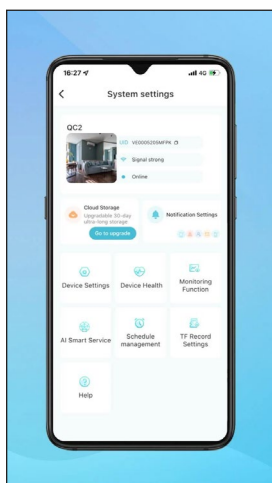 16:27
4G
System settings
QC2
UID VE0005205MFPK
Signal strong
Online
Cloud Storage
Upgradable 30-day
ultra-long storage
Go to upgrade
Notification Settings
Device Settings
Device Health
Monitoring
Function
AI Smart Service
Schedule
management
TF Record
Settings
Help